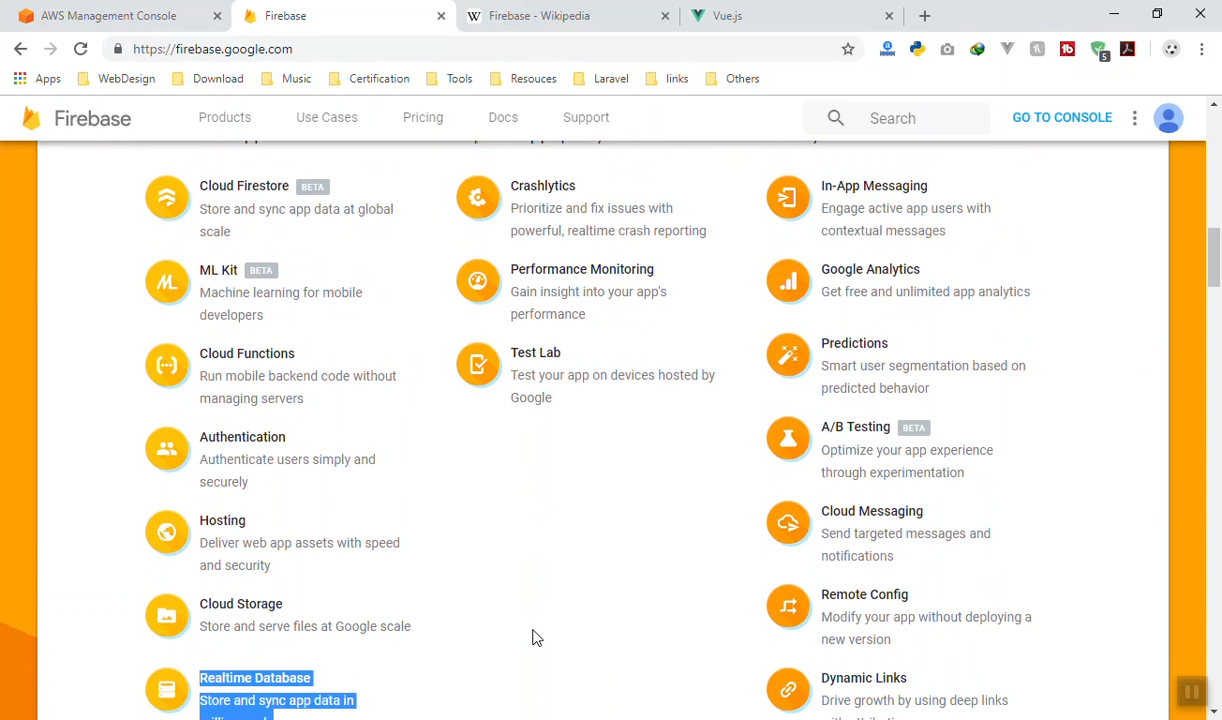 AWS Management Console
Firebase
Firebase - Wikipedia
Vue.js
https://firebase.google.com
5
Apps
WebDesign
Download
Music
Certification
Tools
Resouces
Laravel
links
Others
Firebase
Products
Use Cases
Pricing
Docs
Support
Search
GO TO CONSOLE
Cloud Firestore BETA
Store and sync app data at global
scale
ML Kit BETA
Machine learning for mobile
developers
Cloud Functions
Run mobile backend code without
managing servers
Authentication
Authenticate users simply and
securely
Hosting
Deliver web app assets with speed
and security
Cloud Storage
Store and serve files at Google scale
Realtime Database
Store and sync app data in
Crashlytics
Prioritize and fix issues with
powerful, realtime crash reporting
Performance Monitoring
Gain insight into your app's
performance
Test Lab
Test your app on devices hosted by
Google
In-App Messaging
Engage active app users with
contextual messages
Google Analytics
Get free and unlimited app analytics
Predictions
Smart user segmentation based on
predicted behavior
A/B Testing BETA
Optimize your app experience
through experimentation
Cloud Messaging
Send targeted messages and
notifications
Remote Config
Modify your app without deploying a
new version
Dynamic Links
Drive growth by using deep links